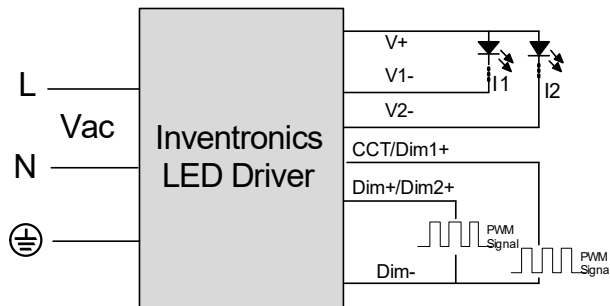 V+
V1-
I1
I2
V2-
L
Vac
N
Inventronics
LED Driver
CCT/Dim1+
Dim+/Dim2+
PWM
Signal
PWM
Signa
Dim-